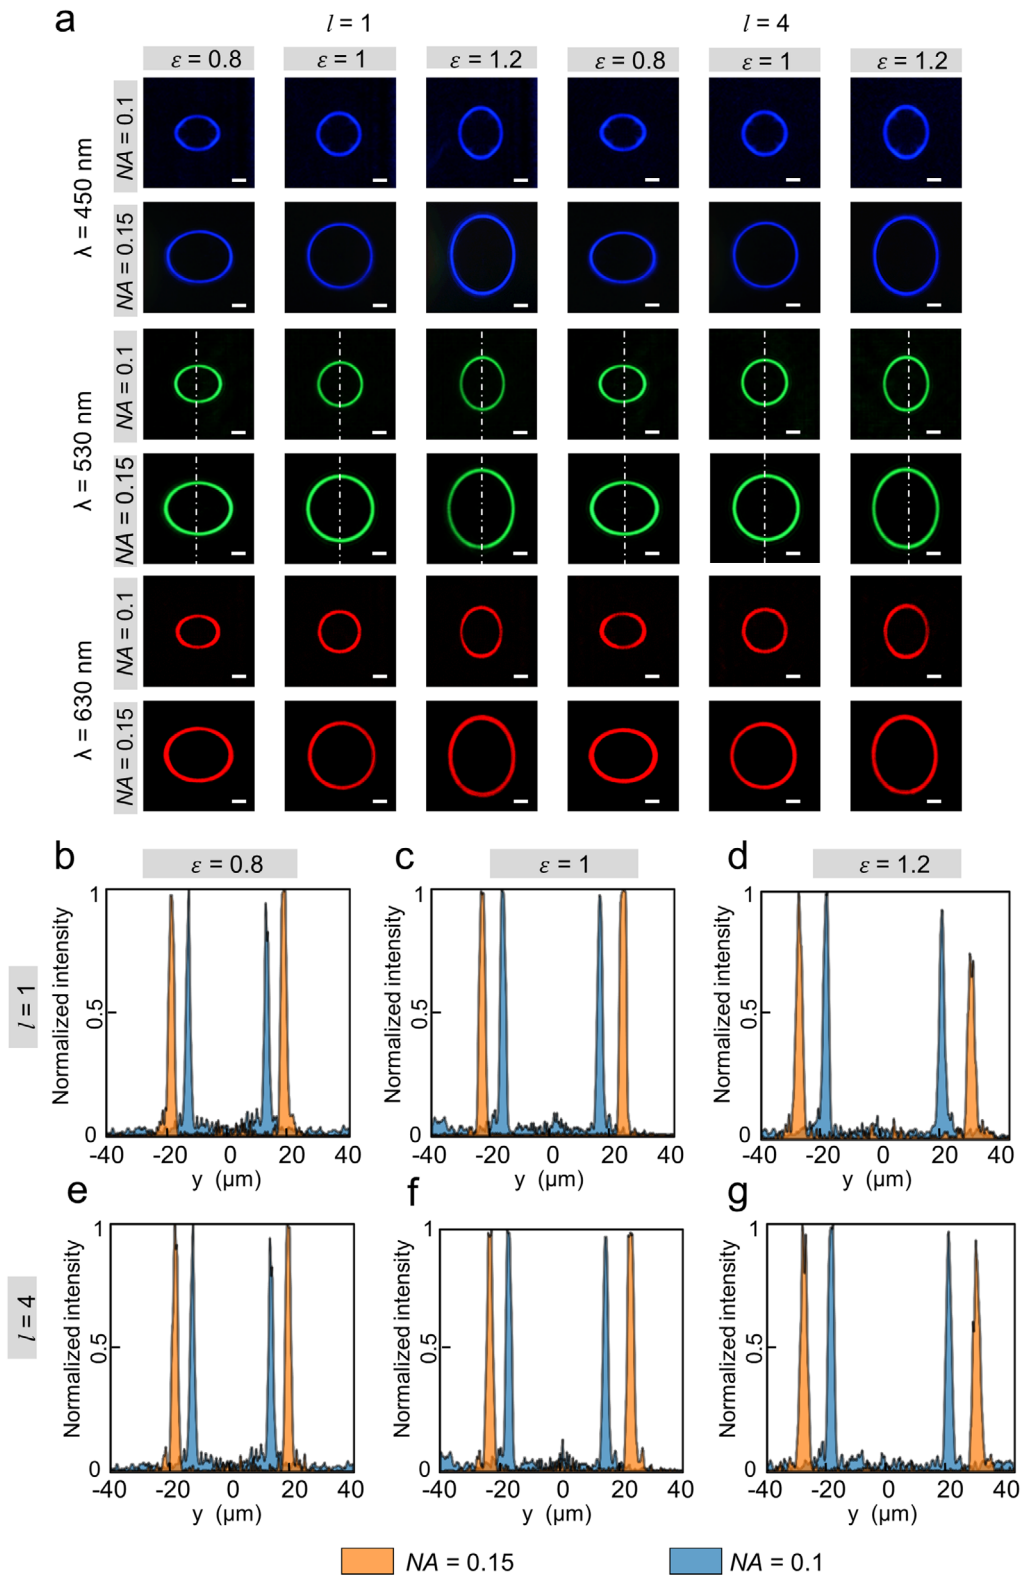 a
l = 1
l = 4
ε = 0.8
ε = 1
ε = 1.2
ε = 0.8
ε = 1
ε = 1.2
λ = 450 nm
NA = 0.1
NA = 0.15
λ = 530 nm
NA = 0.1
NA = 0.15
λ = 630 nm
NA = 0.1
NA = 0.15
b
ε = 0.8
c
ε = 1
d
ε = 1.2
l = 1
Normalized intensity
1
0.5
0
-40 -20 0 20 40
y (μm)
Normalized intensity
1
0.5
0
-40 -20 0 20 40
y (μm)
Normalized intensity
1
0.5
0
-40 -20 0 20 40
y (μm)
l = 4
e
Normalized intensity
1
0.5
0
-40 -20 0 20 40
y (μm)
f
Normalized intensity
1
0.5
0
-40 -20 0 20 40
y (μm)
g
Normalized intensity
1
0.5
0
-40 -20 0 20 40
y (μm)
NA = 0.15
NA = 0.1